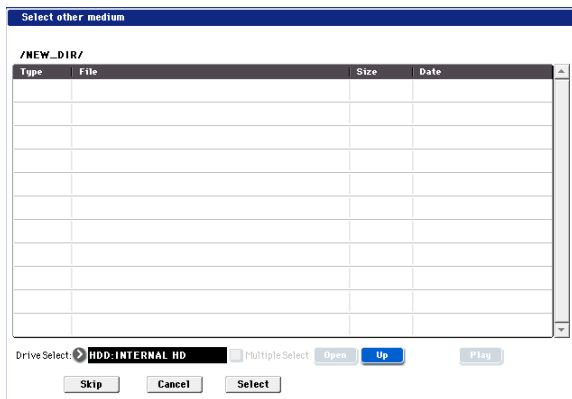 Select other medium
/NEW_DIR/
Type File Size Date
Drive Select: HDD:INTERNAL HD Multiple Select Open Up Play
Skip Cancel Select